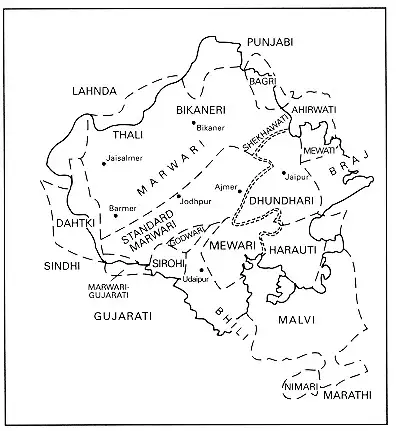 PUNJABI
LAHNDA
BAGRI
BIKANERI
AHIRWATI
Bikaner
THALI
SHEKHAWATI
MEWATI
Jaisalmer
MARWARI
BRAJ
Jaipur
Ajmer
Barmer
Jodhpur
DHUNDHARI
DAHTKI
STANDARD
MARWARI
GODWARI
MEWARI
HARAUTI
SINDHI
SIROHI
Udaipur
MARWARI-
GUJARATI
GUJARATI
BHILI
MALVI
NIMARI
MARATHI